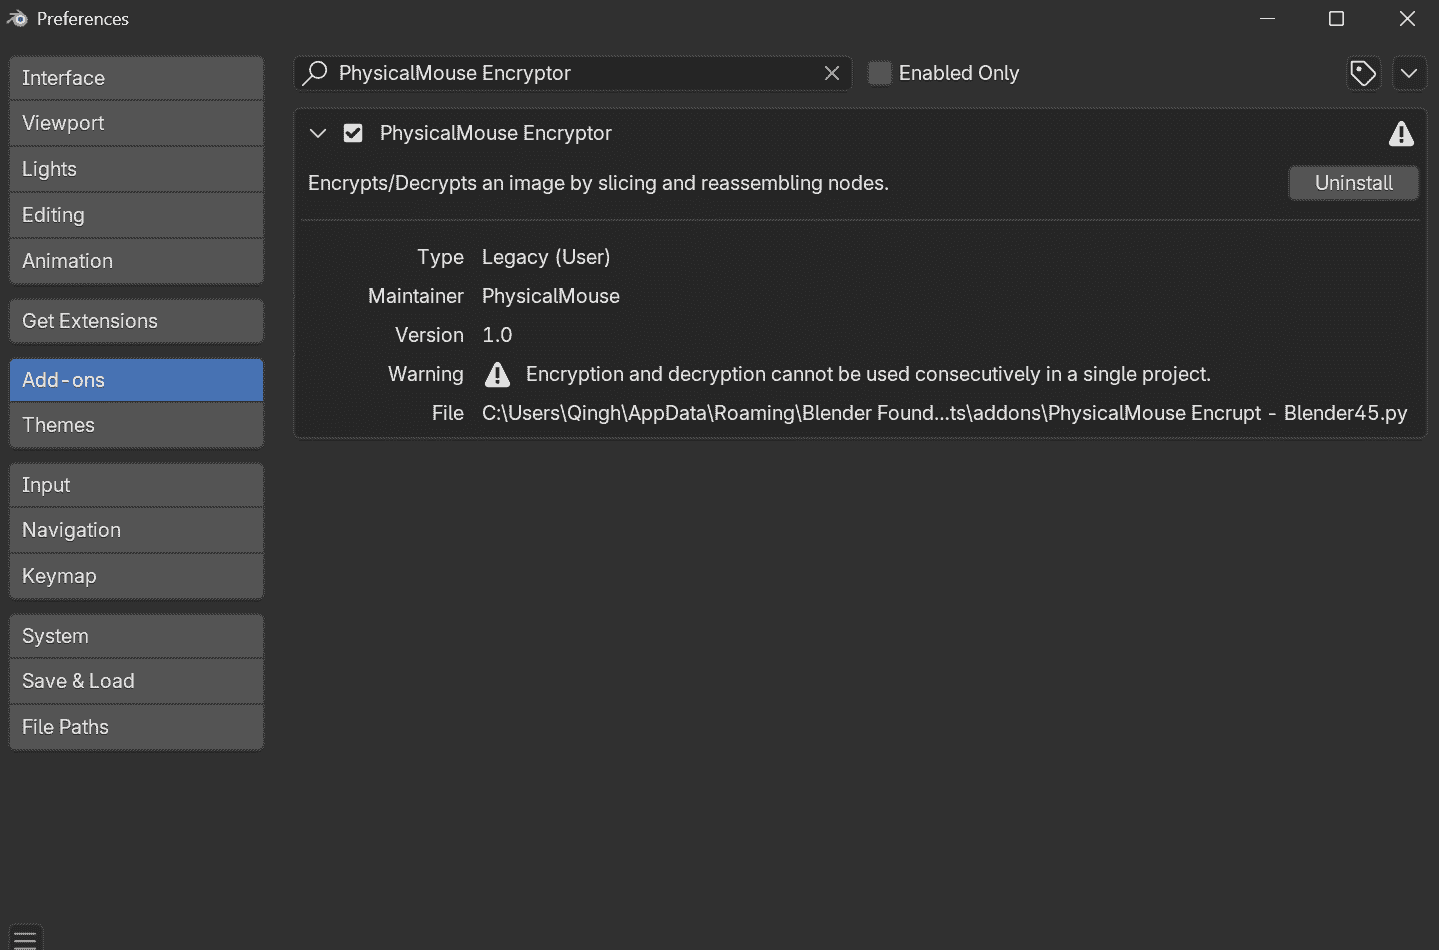 Preferences
Interface
Viewport
Lights
Editing
Animation
Get Extensions
Add-ons
Themes
Input
Navigation
Keymap
System
Save & Load
File Paths
PhysicalMouse Encryptor
Enabled Only
PhysicalMouse Encryptor
Encrypts/Decrypts an image by slicing and reassembling nodes.
Uninstall
Type Legacy (User)
Maintainer PhysicalMouse
Version 1.0
Warning Encryption and decryption cannot be used consecutively in a single project.
File C:\Users\Qingh\AppData\Roaming\Blender Found...ts\addons\PhysicalMouse Encrupt - Blender45.py